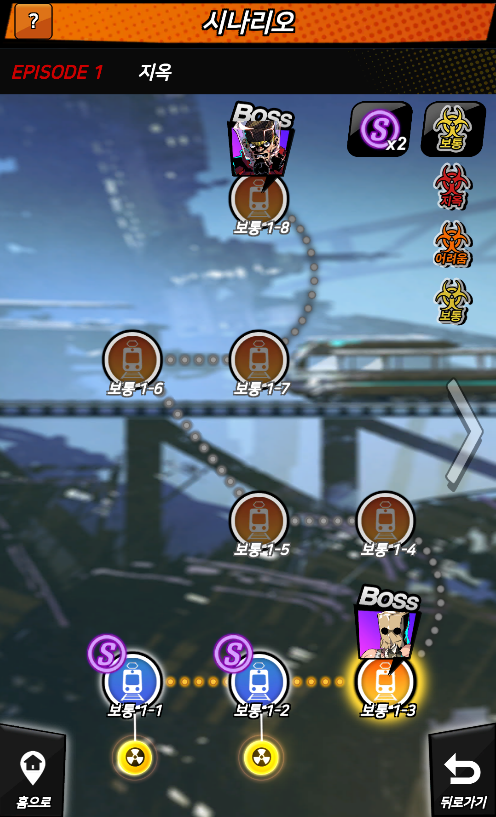 ?
시나리오
EPISODE 1 지옥
BOSS
S x2
보통
보통 1-8
지옥
어려움
보통
보통 1-6
보통 1-7
보통 1-5
보통 1-4
BOSS
S
S
보통 1-1
보통 1-2
보통 1-3
홈으로
뒤로가기